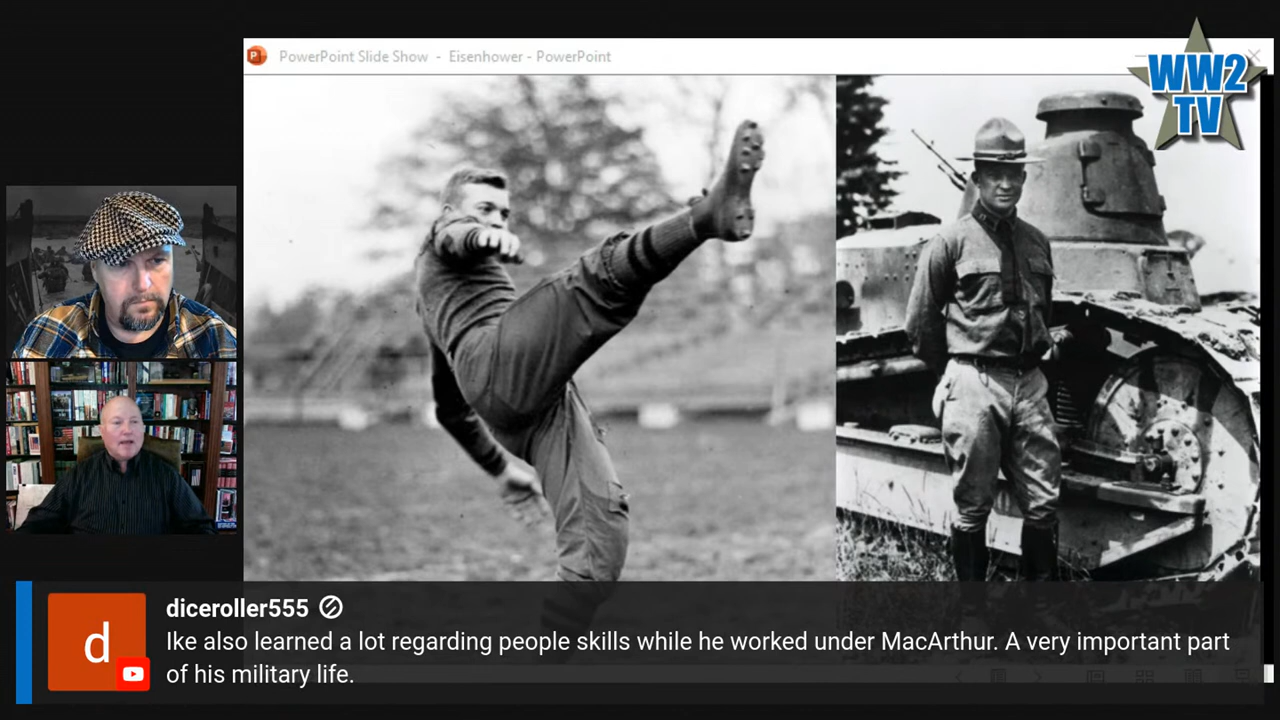 PowerPoint Slide Show - Eisenhower - PowerPoint
WW2
TV
d
diceroller555
Ike also learned a lot regarding people skills while he worked under MacArthur. A very important part
of his military life.